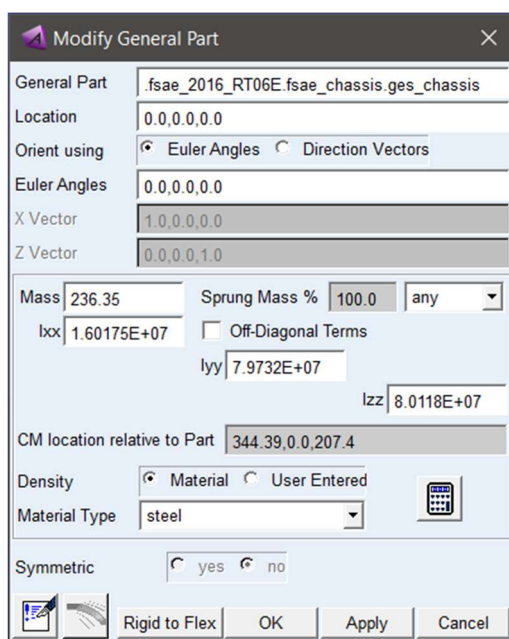 Modify General Part
General Part .fsae_2016_RT06E.fsae_chassis.ges_chassis
Location 0.0,0.0,0.0
Orient using Euler Angles Direction Vectors
Euler Angles 0.0,0.0,0.0
X Vector 1.0,0.0,0.0
Z Vector 0.0,0.0,1.0
Mass 236.35 Sprung Mass % 100.0 any
Ixx 1.60175E+07 Off-Diagonal Terms
Iyy 7.9732E+07
Izz 8.0118E+07
CM location relative to Part 344.39,0.0,207.4
Density Material User Entered
Material Type steel
Symmetric yes no
Rigid to Flex OK Apply Cancel